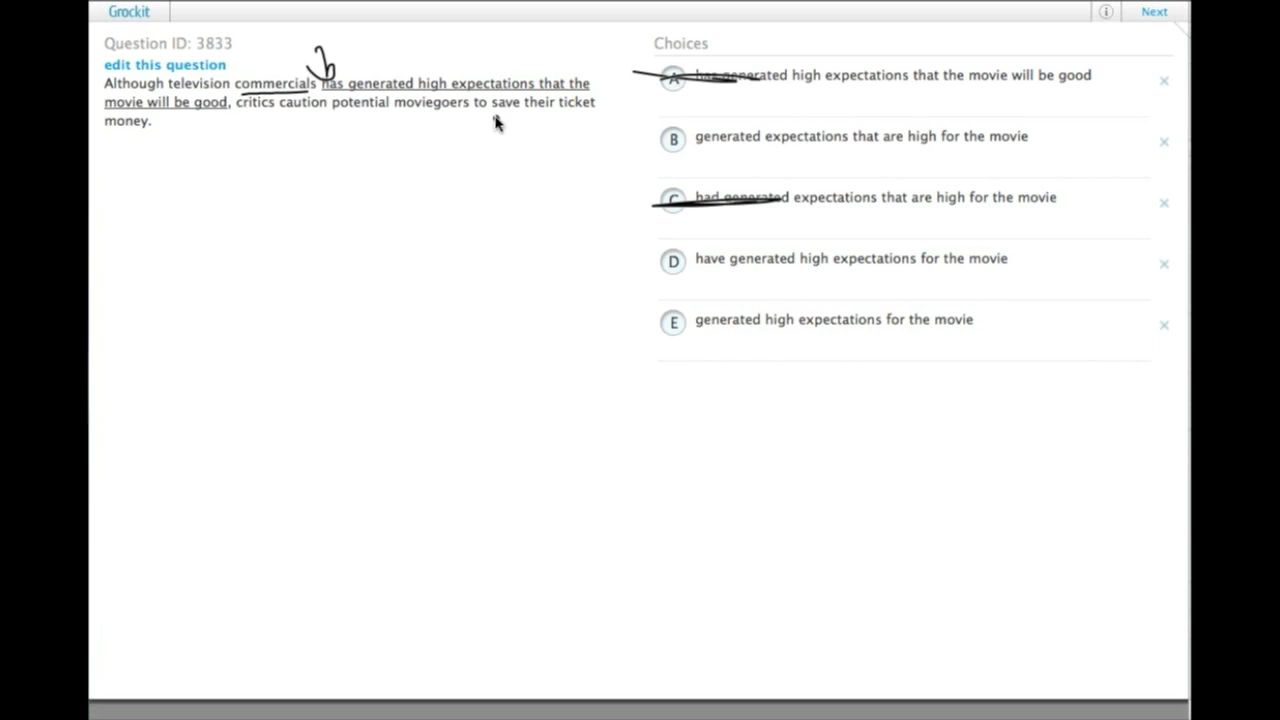 Grockit
Next
Question ID: 3833
edit this question
Although television commercials has generated high expectations that the
movie will be good, critics caution potential moviegoers to save their ticket
money.
Choices
A has generated high expectations that the movie will be good
B generated expectations that are high for the movie
C had generated expectations that are high for the movie
D have generated high expectations for the movie
E generated high expectations for the movie